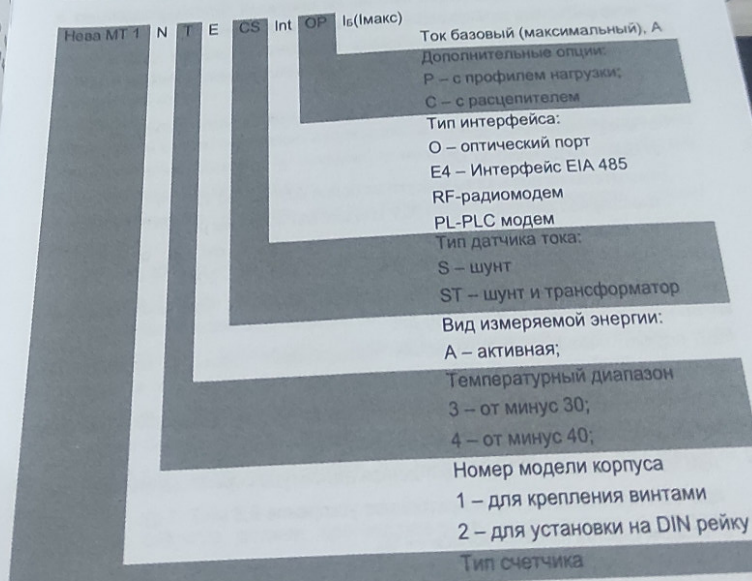 Нева МТ 1 N T E CS Int OP Iб(Iмакс)
Ток базовый (максимальный), А
Дополнительные опции:
Р – с профилем нагрузки;
С – с расцепителем
Тип интерфейса:
О – оптический порт
Е4 – Интерфейс EIA 485
RF-радиомодем
PL-PLC модем
Тип датчика тока:
S – шунт
ST – шунт и трансформатор
Вид измеряемой энергии:
А – активная;
Температурный диапазон
3 – от минус 30;
4 – от минус 40;
Номер модели корпуса
1 – для крепления винтами
2 – для установки на DIN рейку
Тип счетчика